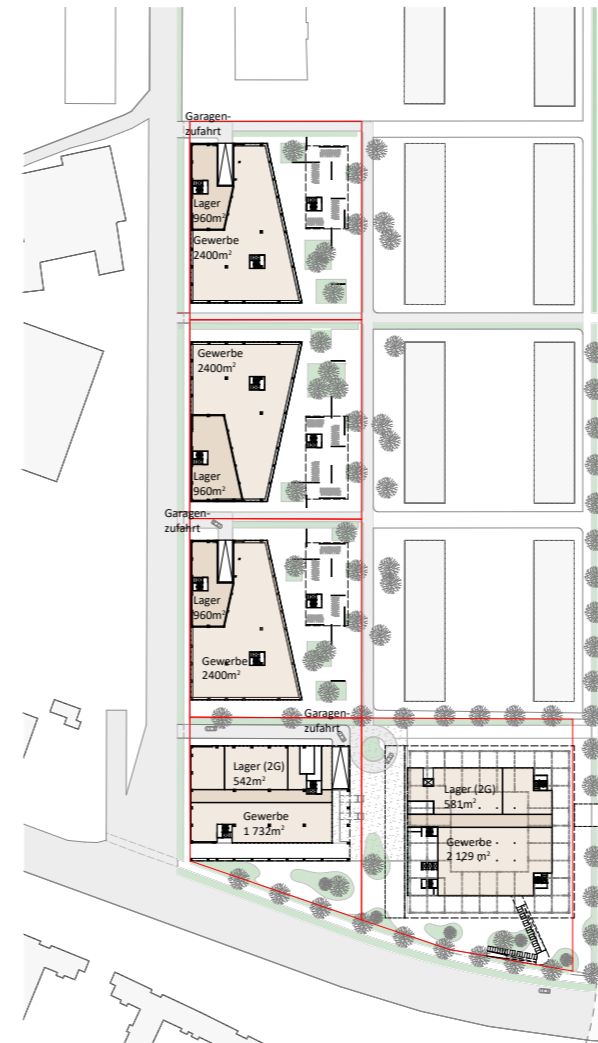 Garagen-
zufahrt
Lager
960m²
Gewerbe
2400m²
Gewerbe
2400m²
Lager
960m²
Garagen-
zufahrt
Lager
960m²
Gewerbe
2400m²
Garagen-
zufahrt
Lager (2G)
542m²
Gewerbe
1 732m²
Lager (2G)
581m²
Gewerbe
2 129 m²